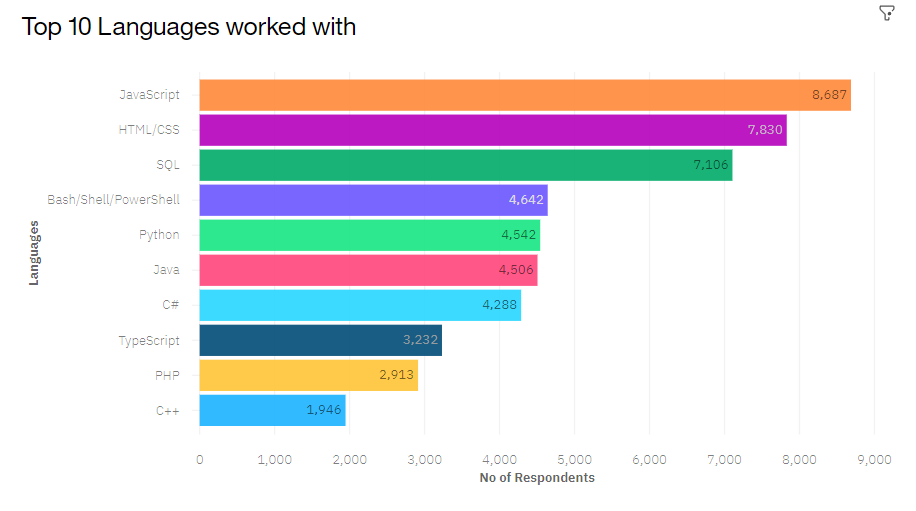 Top 10 Languages worked with
JavaScript 8,687
HTML/CSS 7,830
SQL 7,106
Bash/Shell/PowerShell 4,642
Python 4,542
Java 4,506
C# 4,288
TypeScript 3,232
PHP 2,913
C++ 1,946
Languages
0 1,000 2,000 3,000 4,000 5,000 6,000 7,000 8,000 9,000
No of Respondents